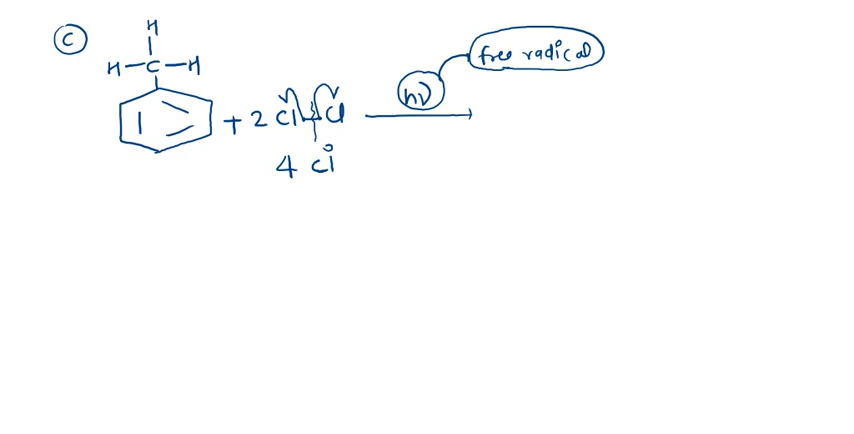 C
free radical
H
H-C-H
hν
+ 2 Cl Cl
4 Cl